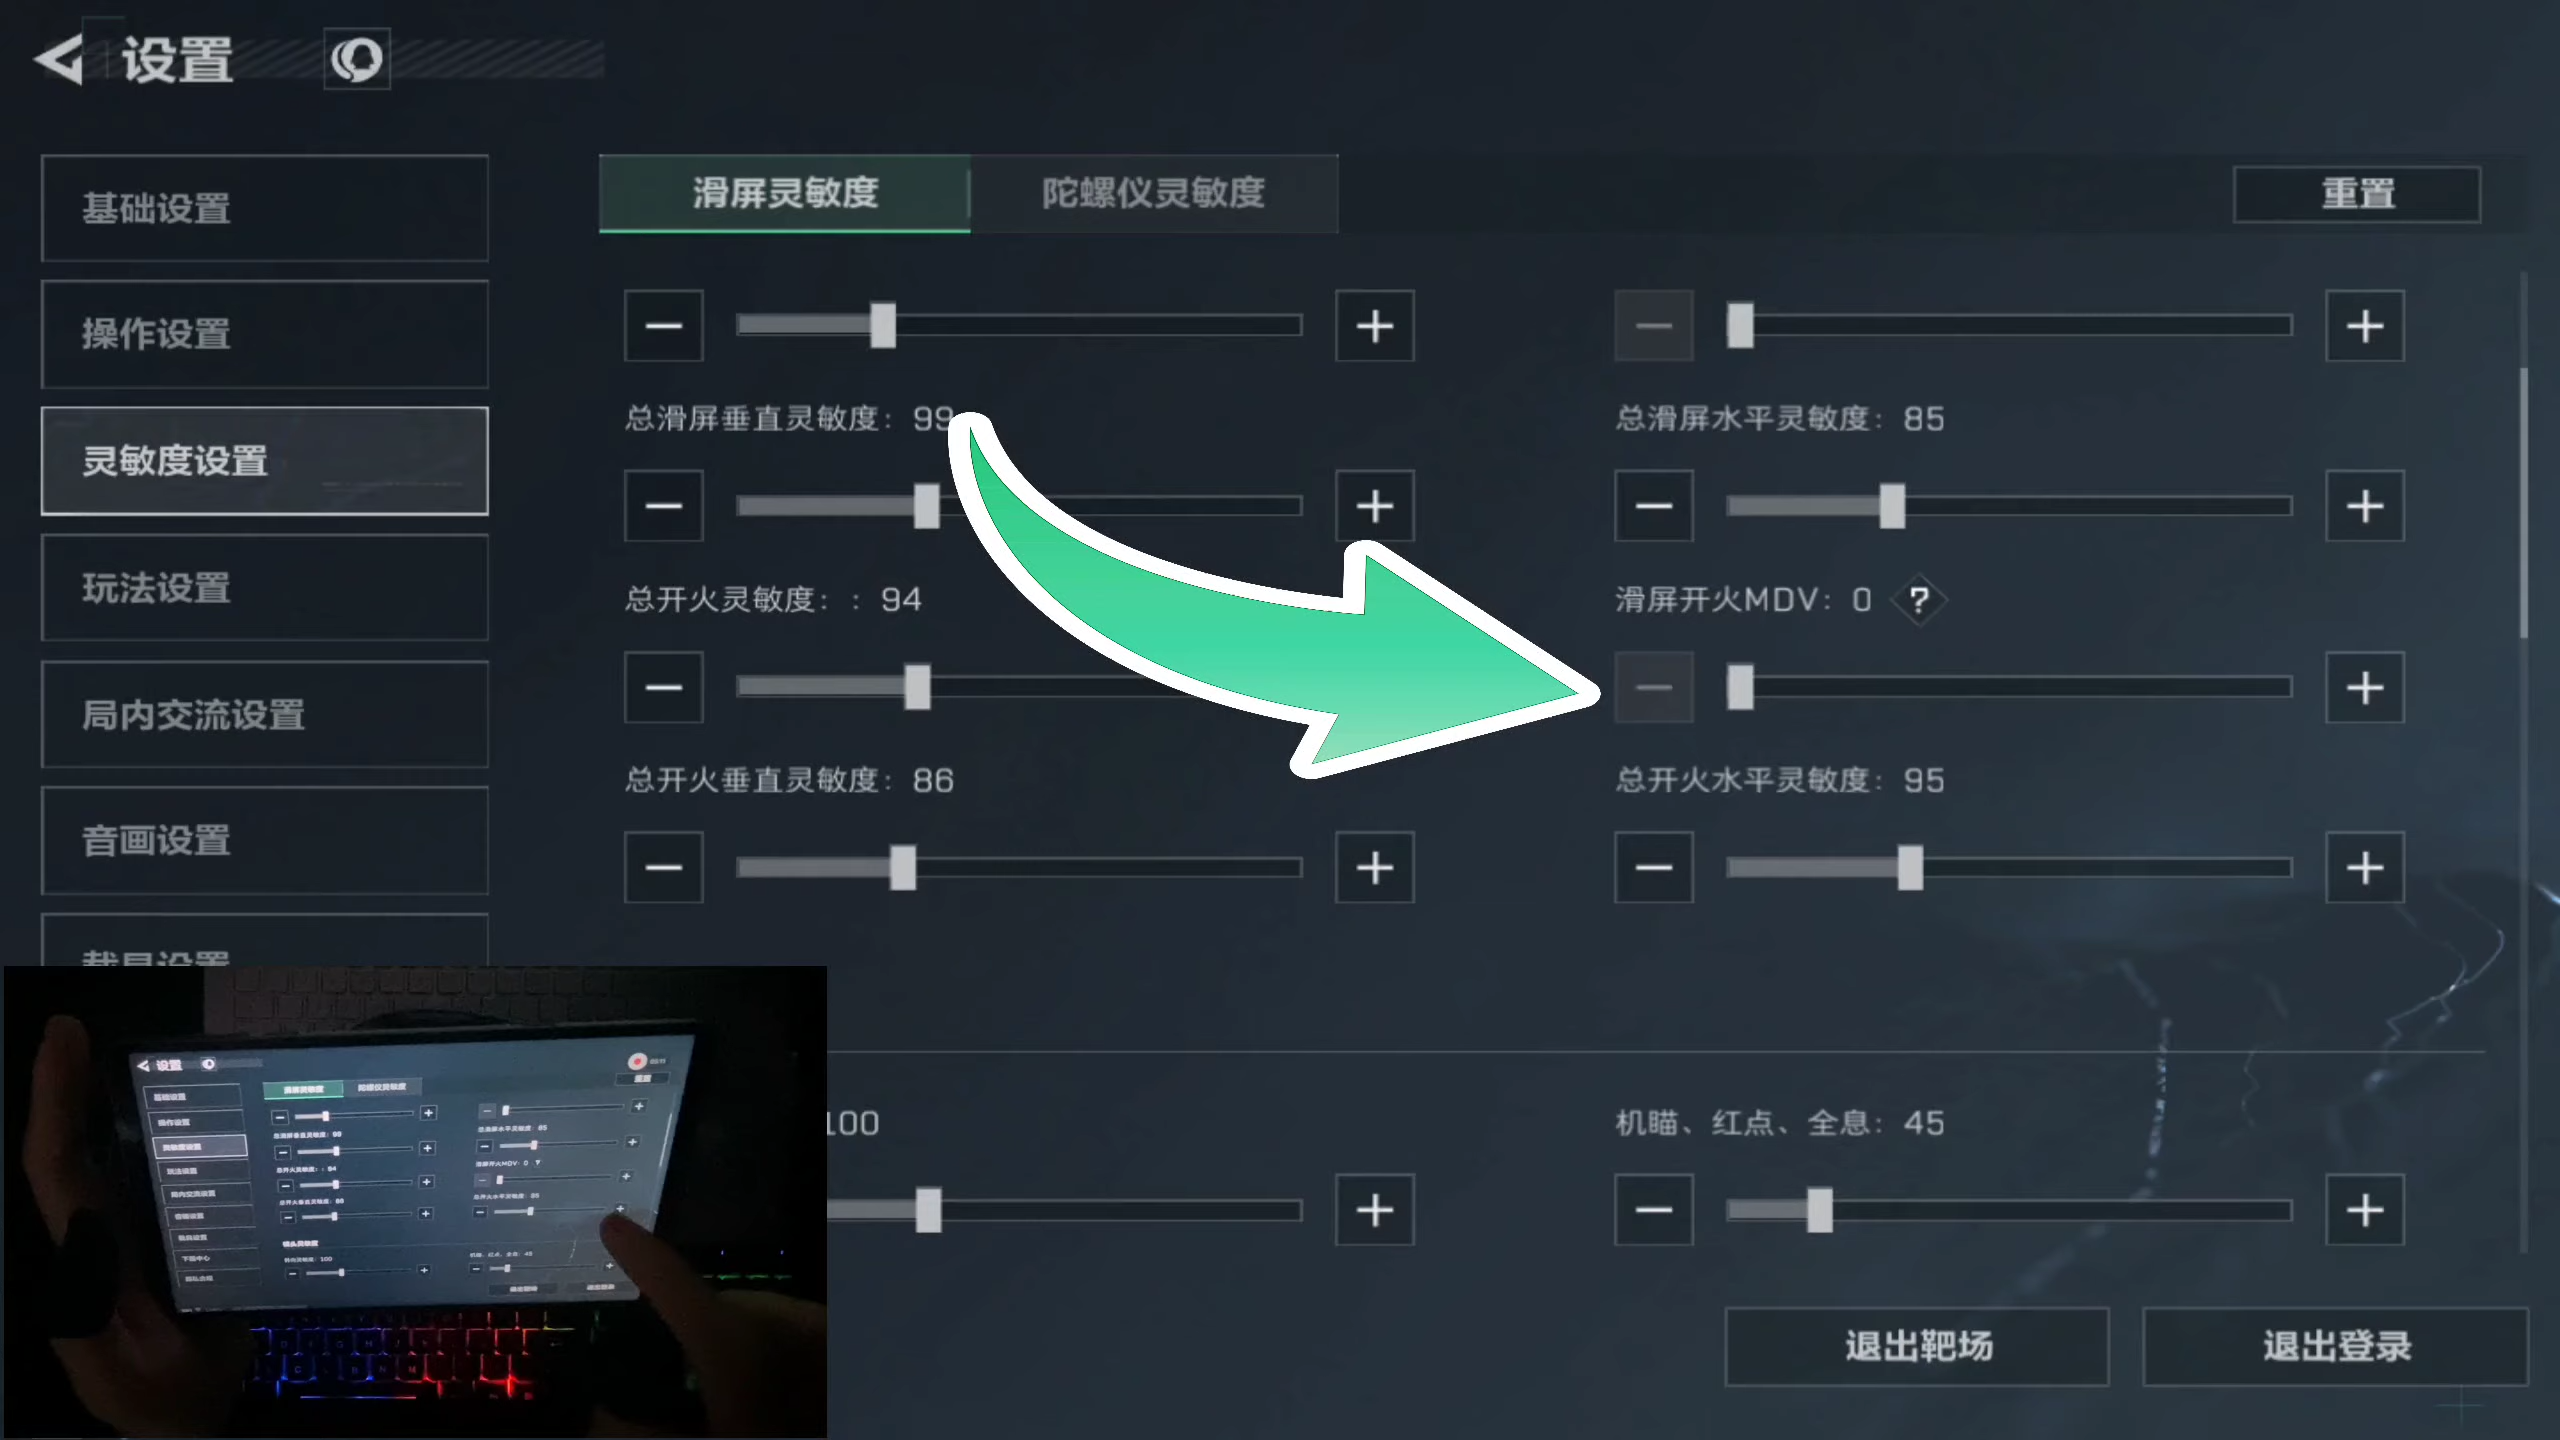 设置
基础设置
操作设置
灵敏度设置
玩法设置
局内交流设置
音画设置
滑屏灵敏度
陀螺仪灵敏度
重置
总滑屏垂直灵敏度：99
总滑屏水平灵敏度：85
总开火灵敏度：：94
滑屏开火MDV：0 ?
总开火垂直灵敏度：86
总开火水平灵敏度：95
100
机瞄、红点、全息：45
退出靶场
退出登录